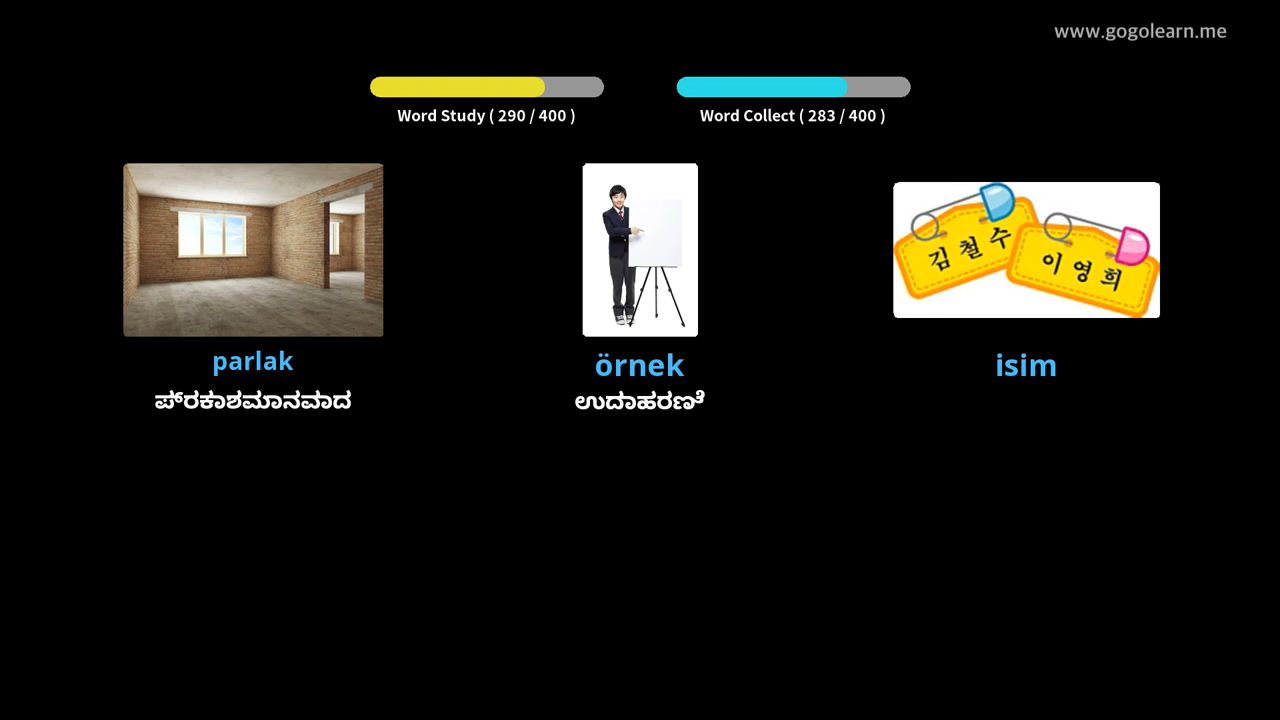 www.gogolearn.me
Word Study ( 290 / 400 )
Word Collect ( 283 / 400 )
김철수
이영희
parlak
ಪ್ರಕಾಶಮಾನವಾದ
örnek
ಉದಾಹರಣೆ
isim